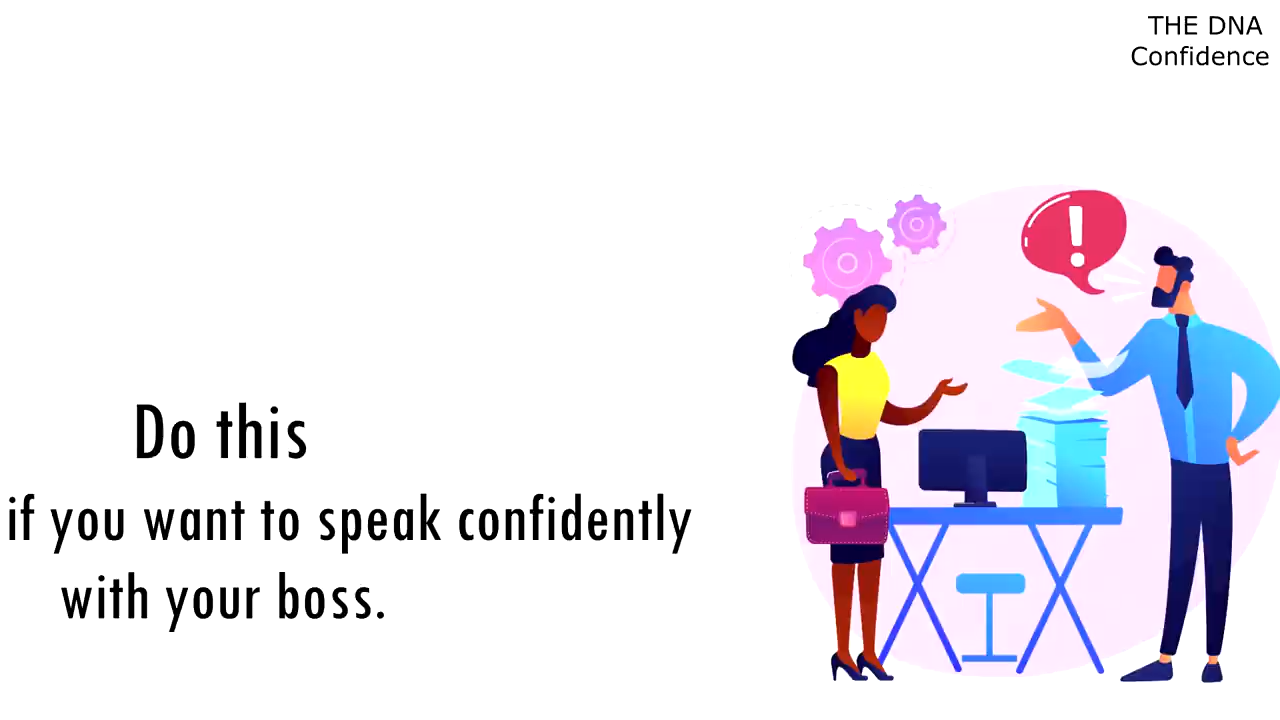 THE DNA
Confidence
Do this
if you want to speak confidently
with your boss.
!